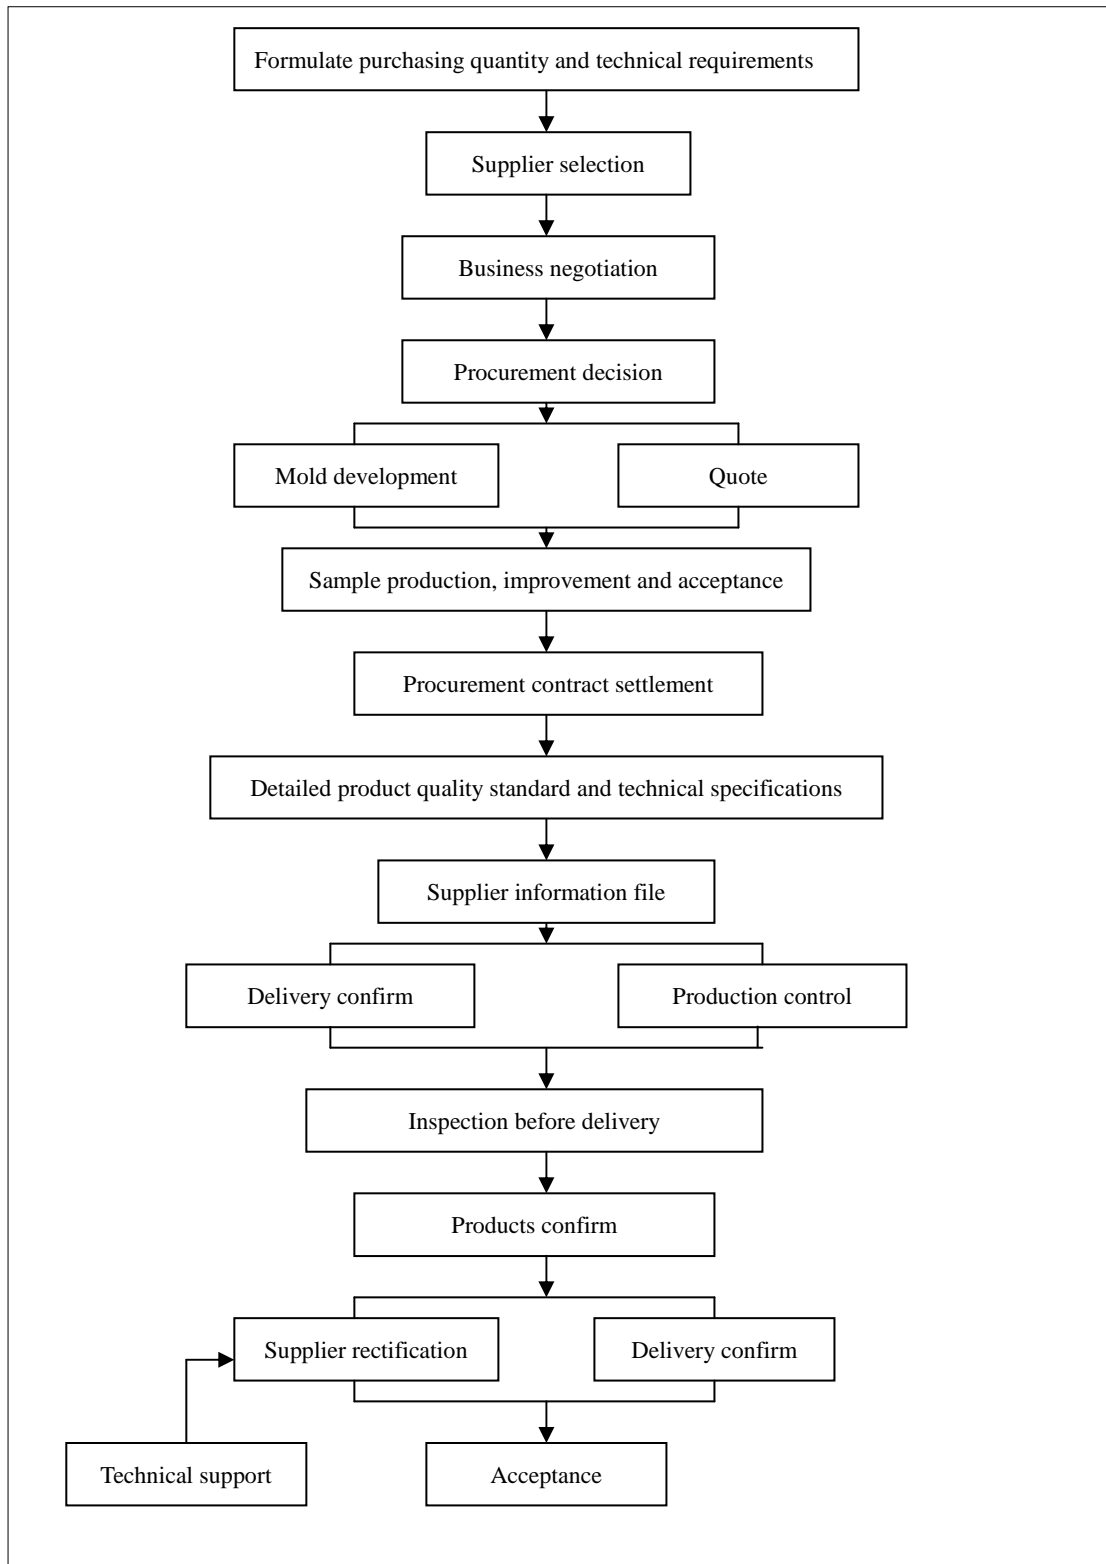 Formulate purchasing quantity and technical requirements
Supplier selection
Business negotiation
Procurement decision
Mold development
Quote
Sample production, improvement and acceptance
Procurement contract settlement
Detailed product quality standard and technical specifications
Supplier information file
Delivery confirm
Production control
Inspection before delivery
Products confirm
Supplier rectification
Delivery confirm
Technical support
Acceptance